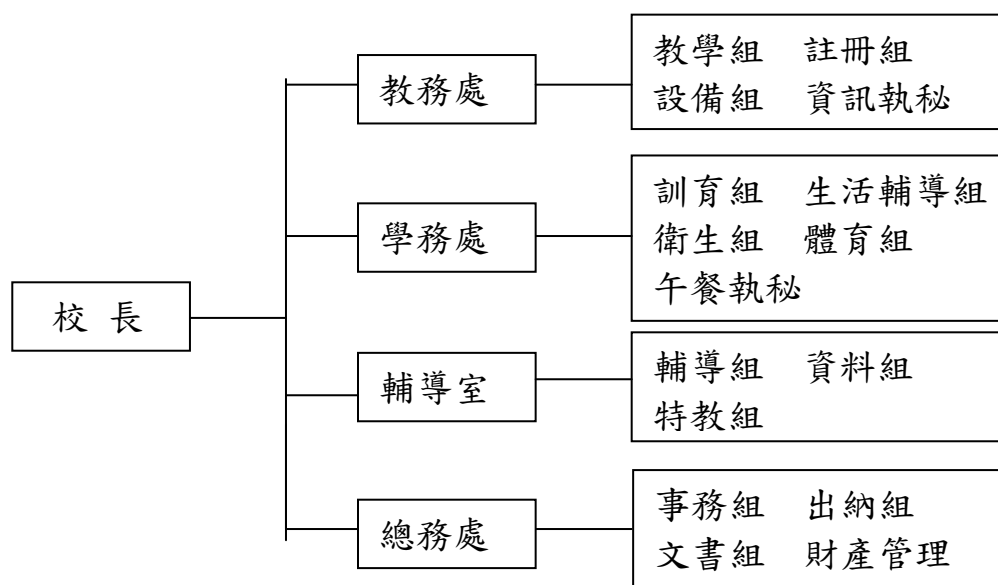 教務處
教學組 註冊組
設備組 資訊執秘
學務處
訓育組 生活輔導組
衛生組 體育組
午餐執秘
校 長
輔導室
輔導組 資料組
特教組
總務處
事務組 出納組
文書組 財產管理